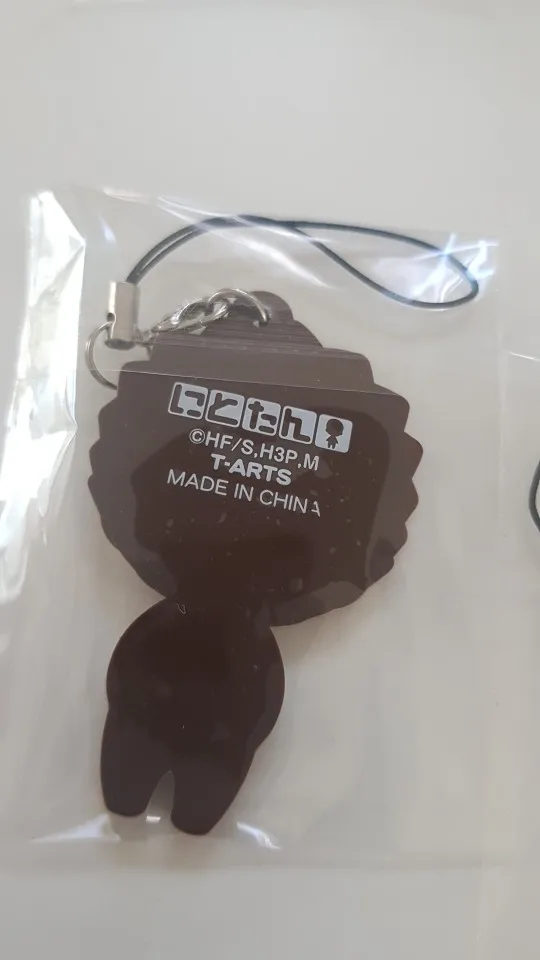 にとたん
©HF/S,H3P,M
T-ARTS
MADE IN CHINA